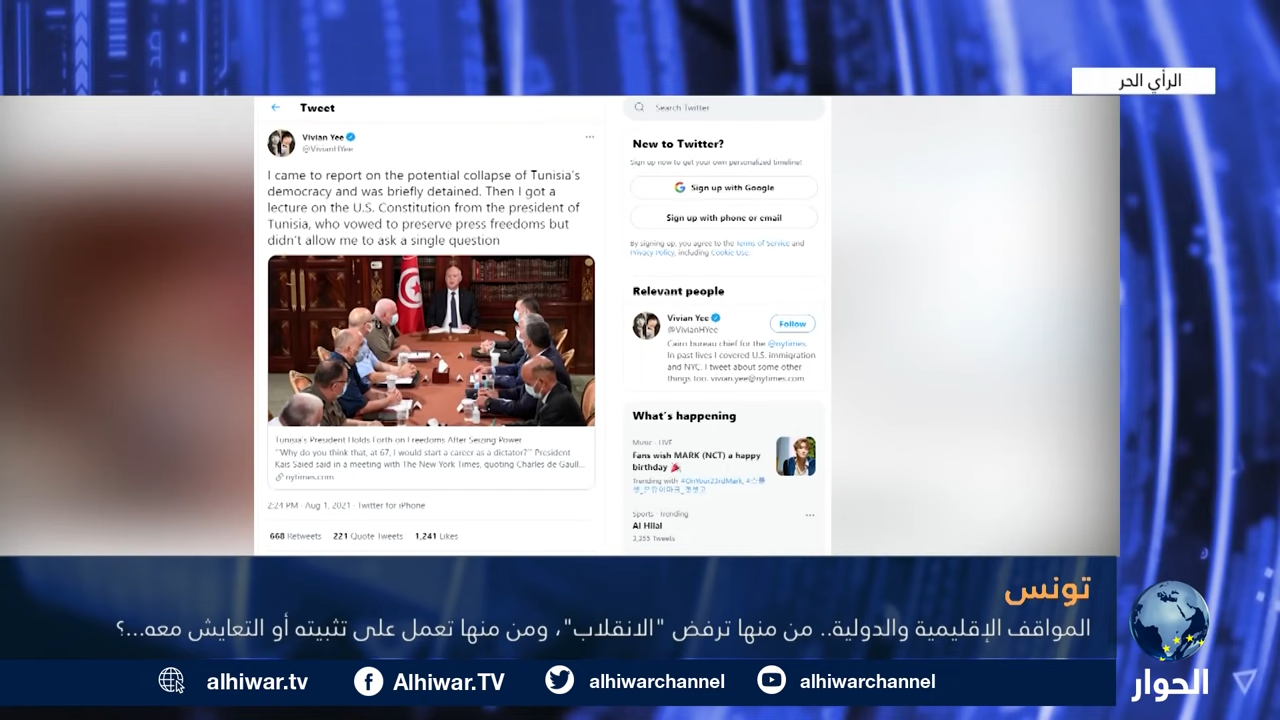 الرأي الحر
Tweet
Vivian Yee
@VivianHYee
I came to report on the potential collapse of Tunisia's
democracy and was briefly detained. Then I got a
lecture on the U.S. Constitution from the president of
Tunisia, who vowed to preserve press freedoms but
didn't allow me to ask a single question
Tunisia's President Holds Forth on Freedoms After Seizing Power
"'Why do you think that, at 67, I would start a career as a dictator?'" President
Kais Saied said in a meeting with The New York Times, quoting Charles de Gaull...
nytimes.com
2:24 PM · Aug 1, 2021 · Twitter for iPhone
668 Retweets 221 Quote Tweets 1,241 Likes
Search Twitter
New to Twitter?
Sign up now to get your own personalized timeline!
Sign up with Google
Sign up with phone or email
By signing up, you agree to the Terms of Service and
Privacy Policy, including Cookie Use.
Relevant people
Vivian Yee
@VivianHYee
Follow
Cairo bureau chief for the @nytimes.
In past lives I covered U.S. immigration
and NYC. I tweet about some other
things too. vivian.yee@nytimes.com
What's happening
Music · LIVE
Fans wish MARK (NCT) a happy
birthday 🎉
Trending with #OnYour23rdMark,
Sports · Trending
Al Hilal
3,255 Tweets
تونس
المواقف الإقليمية والدولية.. من منها ترفض "الانقلاب"، ومن منها تعمل على تثبيته أو التعايش معه...؟
alhiwar.tv
Alhiwar.TV
alhiwarchannel
alhiwarchannel
الحوار